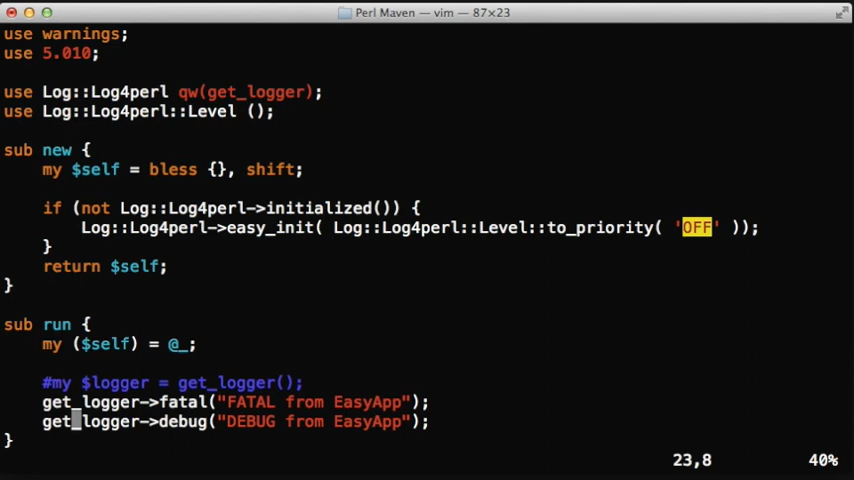 Perl Maven — vim — 87×23
use warnings;
use 5.010;
use Log::Log4perl qw(get_logger);
use Log::Log4perl::Level ();
sub new {
    my $self = bless {}, shift;
    if (not Log::Log4perl->initialized()) {
        Log::Log4perl->easy_init( Log::Log4perl::Level::to_priority( 'OFF' ));
    }
    return $self;
}
sub run {
    my ($self) = @_;
    #my $logger = get_logger();
    get_logger->fatal("FATAL from EasyApp");
    get_logger->debug("DEBUG from EasyApp");
}
23,8 40%